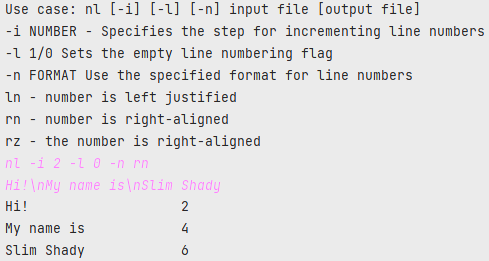 Use case: nl [-i] [-l] [-n] input file [output file]
-i NUMBER - Specifies the step for incrementing line numbers
-l 1/0 Sets the empty line numbering flag
-n FORMAT Use the specified format for line numbers
ln - number is left justified
rn - number is right-aligned
rz - the number is right-aligned
nl -i 2 -l 0 -n rn
Hi!\nMy name is\nSlim Shady
Hi! 2
My name is 4
Slim Shady 6